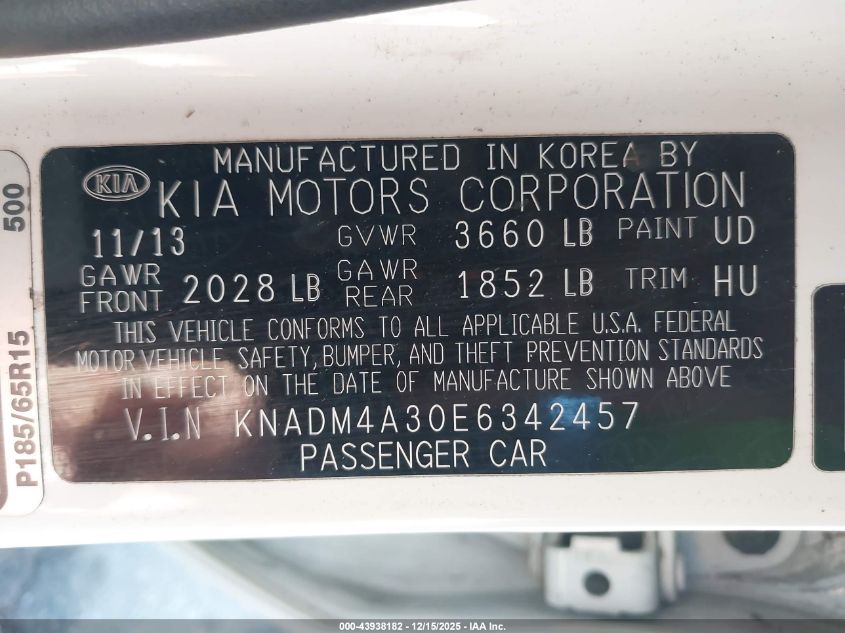 MANUFACTURED IN KOREA BY
KIA KIA MOTORS CORPORATION
11/13 GVWR 3660 LB PAINT UD
GAWR FRONT 2028 LB GAWR REAR 1852 LB TRIM HU
THIS VEHICLE CONFORMS TO ALL APPLICABLE U.S.A. FEDERAL
MOTOR VEHICLE SAFETY, BUMPER, AND THEFT PREVENTION STANDARDS
IN EFFECT ON THE DATE OF MANUFACTURE SHOWN ABOVE
V.I.N KNADM4A30E6342457
PASSENGER CAR
P185/65R15 500
000-43938182 - 12/15/2025 - IAA Inc.